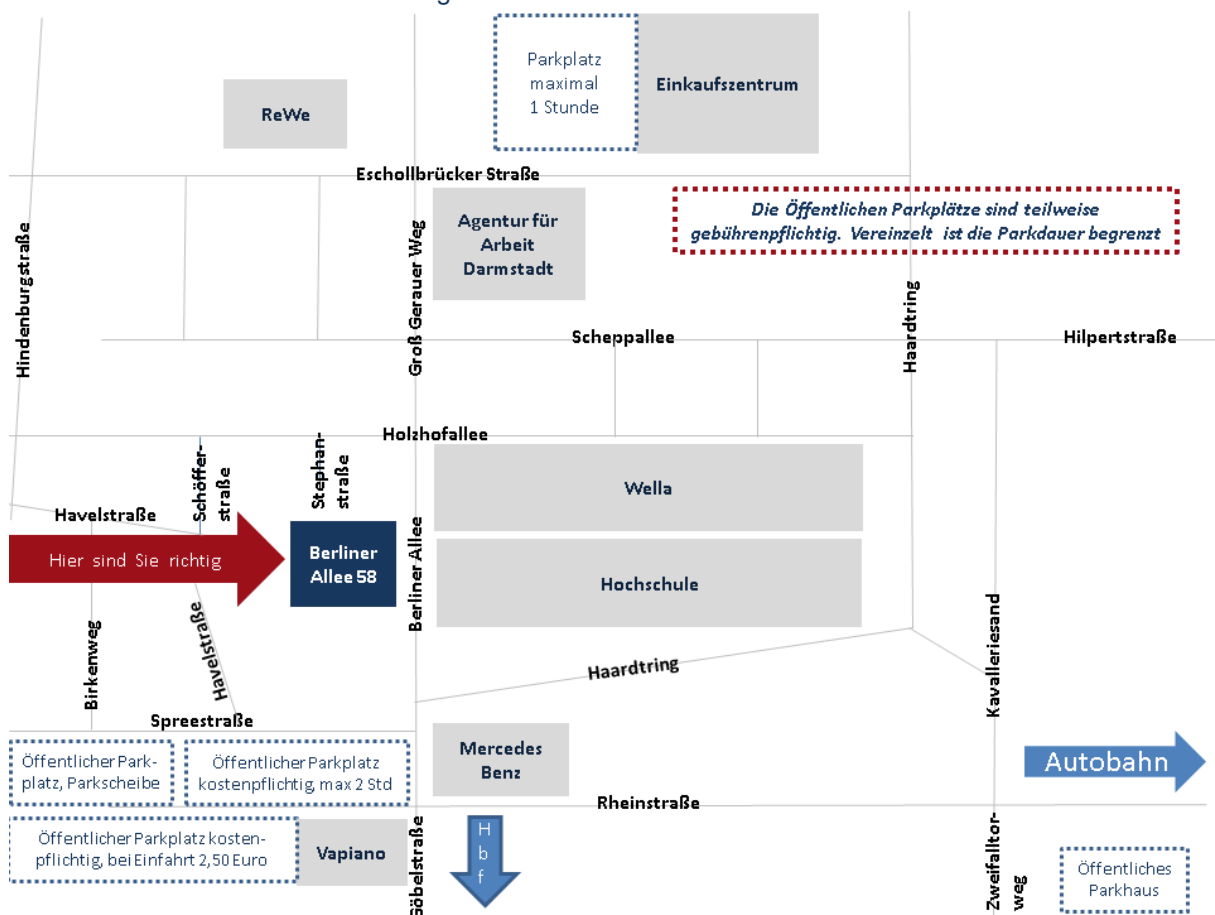 Parkplatz
maximal
1 Stunde
Einkaufszentrum
ReWe
Eschollbrücker Straße
Hindenburgstraße
Groß Gerauer Weg
Agentur für
Arbeit
Darmstadt
Die Öffentlichen Parkplätze sind teilweise
gebührenpflichtig. Vereinzelt ist die Parkdauer begrenzt
Haardtring
Scheppallee
Hilpertstraße
Holzhofallee
Schöffer-
straße
Stephan-
straße
Wella
Havelstraße
Hier sind Sie richtig
Berliner
Allee 58
Berliner Allee
Hochschule
Birkenweg
Havelstraße
Haardtring
Kavalleriesand
Spreestraße
Öffentlicher Park-
platz, Parkscheibe
Öffentlicher Parkplatz
kostenpflichtig, max 2 Std
Mercedes
Benz
Autobahn
Rheinstraße
Öffentlicher Parkplatz kosten-
pflichtig, bei Einfahrt 2,50 Euro
Vapiano
Göbelstraße
Hbf
Zweifalltor-
weg
Öffentliches
Parkhaus